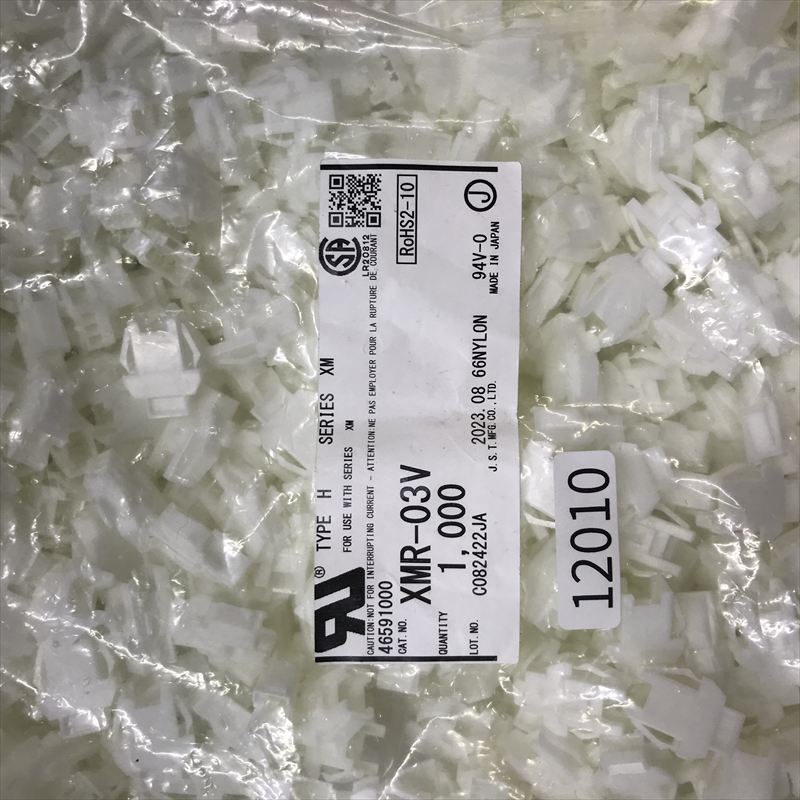 ® TYPE H SERIES XM
FOR USE WITH SERIES XM
CAUTION:NOT FOR INTERRUPTING CURRENT - ATTENTION:NE PAS EMPLOYER POUR LA RUPTURE DE COURANT
LR20812
46591000
RoHS2-10
CAT. NO. XMR-03V
QUANTITY 1,000
LOT. NO. C082422JA
2023.08 66NYLON
94V-0
J.S.T.MFG.CO.,LTD.
MADE IN JAPAN
J
12010